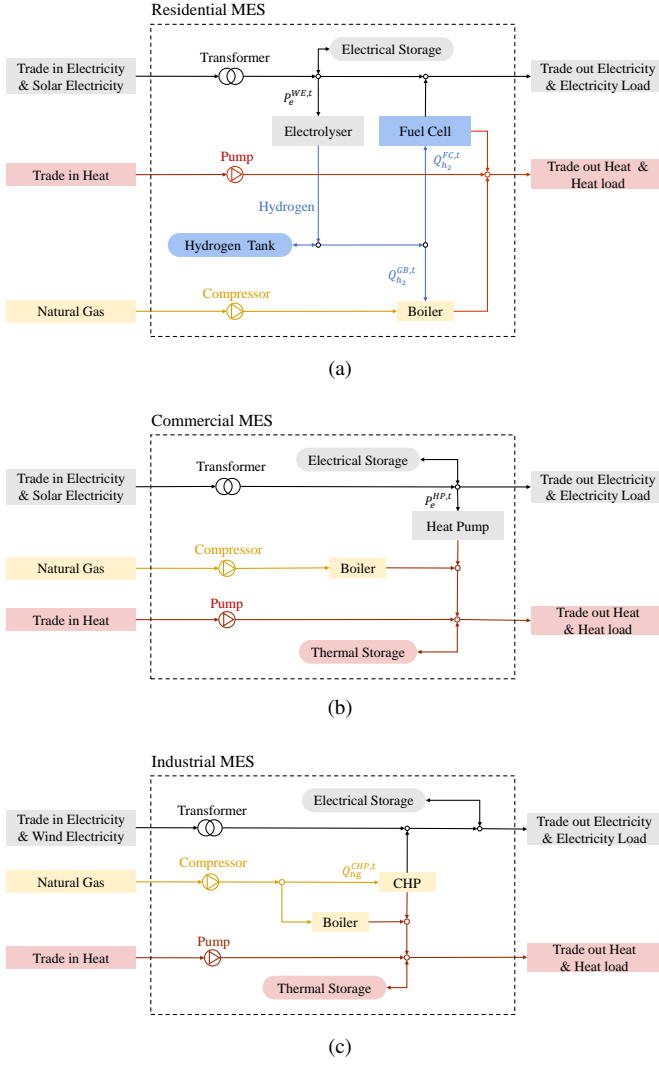 Residential MES
Electrical Storage
Transformer
Trade in Electricity
& Solar Electricity
Trade out Electricity
& Electricity Load
P_e^{WE,t}
Electrolyser
Fuel Cell
Pump
Q_{h_2}^{FC,t}
Trade in Heat
Trade out Heat &
Heat load
Hydrogen
Hydrogen Tank
Q_{h_2}^{GB,t}
Compressor
Natural Gas
Boiler
(a)
Commercial MES
Electrical Storage
Transformer
Trade in Electricity
& Solar Electricity
Trade out Electricity
& Electricity Load
P_e^{HP,t}
Heat Pump
Compressor
Natural Gas
Boiler
Pump
Trade in Heat
Trade out Heat
& Heat load
Thermal Storage
(b)
Industrial MES
Electrical Storage
Transformer
Trade in Electricity
& Wind Electricity
Trade out Electricity
& Electricity Load
Compressor
Q_{ng}^{CHP,t}
Natural Gas
CHP
Boiler
Pump
Trade in Heat
Trade out Heat
& Heat load
Thermal Storage
(c)